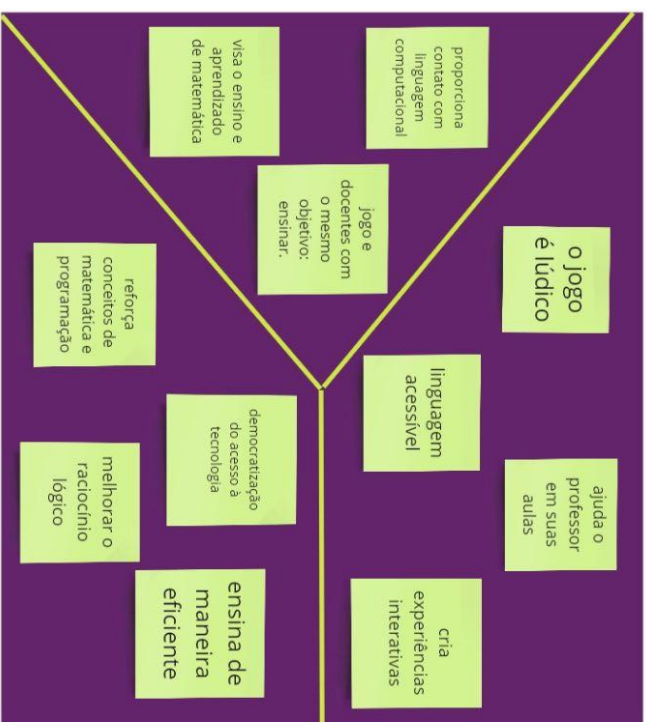 proporciona
contato com
linguagem
computacional
jogo e
docentes com
o mesmo
objetivo:
ensinar.
visa o ensino e
aprendizado
de matemática
o jogo
é lúdico
ajuda o
professor
em suas
aulas
linguagem
acessível
cria
experiências
interativas
democratização
do acesso à
tecnologia
ensina de
maneira
eficiente
reforça
conceitos de
matemática e
programação
melhorar o
raciocínio
lógico